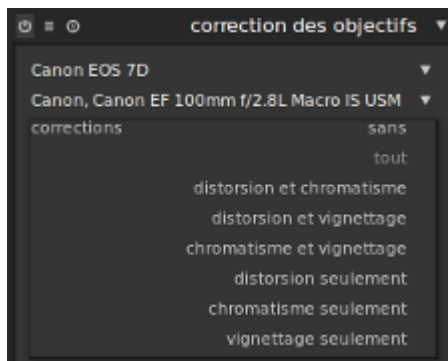 correction des objectifs
Canon EOS 7D
Canon, Canon EF 100mm f/2.8L Macro IS USM
corrections sans
tout
distorsion et chromatisme
distorsion et vignettage
chromatisme et vignettage
distorsion seulement
chromatisme seulement
vignettage seulement